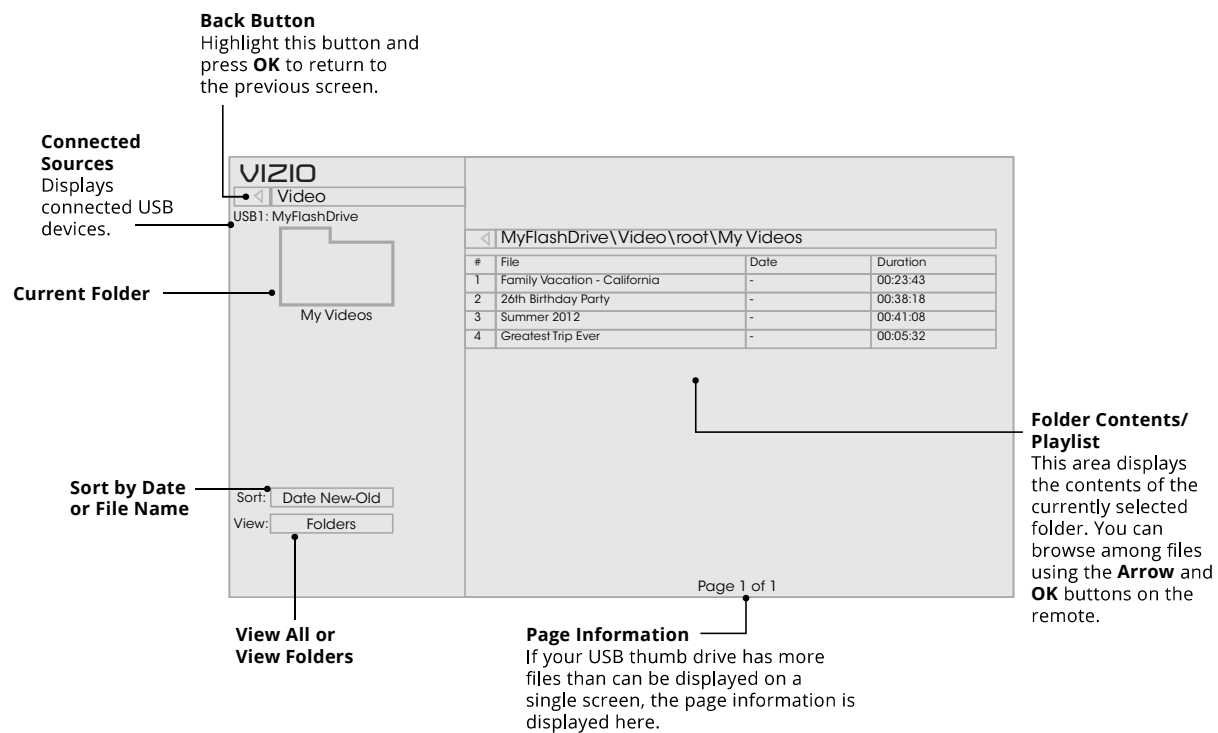 Back Button
Highlight this button and
press OK to return to
the previous screen.
Connected
Sources
Displays
connected USB
devices.
Current Folder
VIZIO
Video
USB1: MyFlashDrive
My Videos
MyFlashDrive\Video\root\My Videos
# File Date Duration
1 Family Vacation - California - 00:23:43
2 26th Birthday Party - 00:38:18
3 Summer 2012 - 00:41:08
4 Greatest Trip Ever - 00:05:32
Folder Contents/
Playlist
This area displays
the contents of the
currently selected
folder. You can
browse among files
using the Arrow and
OK buttons on the
remote.
Sort by Date
or File Name
Sort: Date New-Old
View: Folders
Page 1 of 1
View All or
View Folders
Page Information
If your USB thumb drive has more
files than can be displayed on a
single screen, the page information is
displayed here.